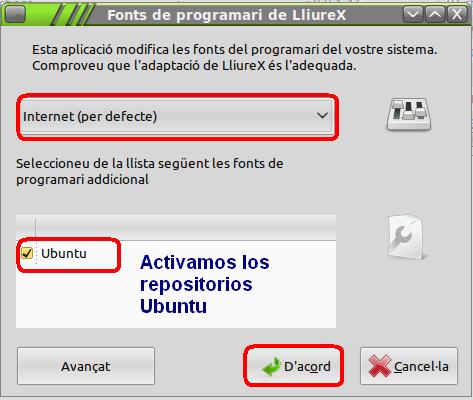 Fonts de programari de LliureX
Esta aplicació modifica les fonts del programari del vostre sistema.
Comproveu que l'adaptació de LliureX és l'adequada.
Internet (per defecte)
Seleccioneu de la llista següent les fonts de
programari addicional
Ubuntu
Activamos los
repositorios
Ubuntu
Avançat
D'acord
Cancel·la